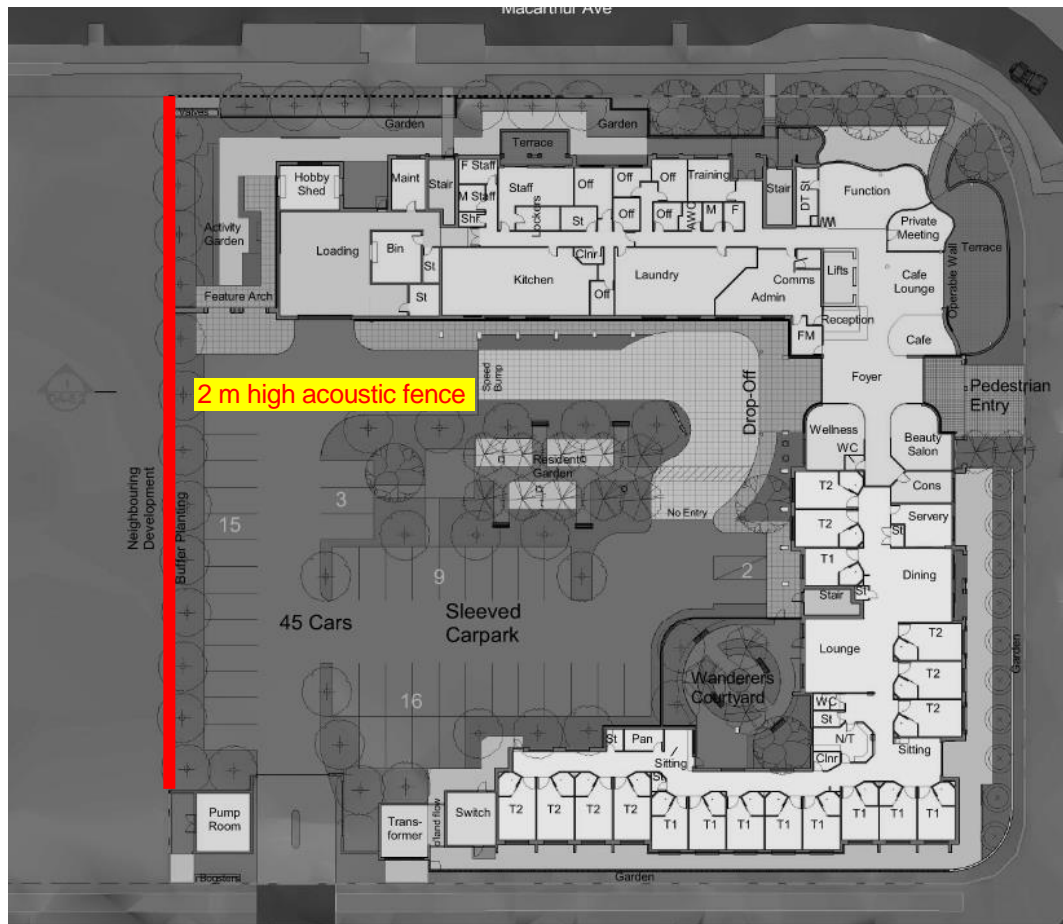 Macarthur Ave
Valves
Garden
Garden
Terrace
Hobby
Shed
Maint
Stair
F Staff
M Staff
Shr
Staff
Lockers
St
Off
Off
Off
Off
Off
Training
AWC
M
F
Stair
DT St
Function
Private
Meeting
Terrace
Operable Wall
Activity
Garden
Loading
Bin
St
St
Kitchen
Clnr
Off
Laundry
Comms
Admin
Lifts
Cafe
Lounge
Feature Arch
FM
Reception
Cafe
2 m high acoustic fence
Speed
Bump
Drop-Off
Foyer
Pedestrian
Entry
Wellness
WC
Beauty
Salon
Resident
Garden
Neighbouring
Development
Buffer Planting
15
3
No Entry
T2
Cons
T2
Servery
St
9
2
T1
Dining
45 Cars
Sleeved
Carpark
Stair
St
Lounge
T2
T2
T2
Wanderers
Courtyard
Garden
16
WC
St
N/T
Clnr
Sitting
St
Pan
Sitting
St
Pump
Room
Trans-
former
o'land flow
Switch
T2
T2
T2
T2
T1
T1
T1
T1
T1
T1
T1
T1
Boosters
Garden